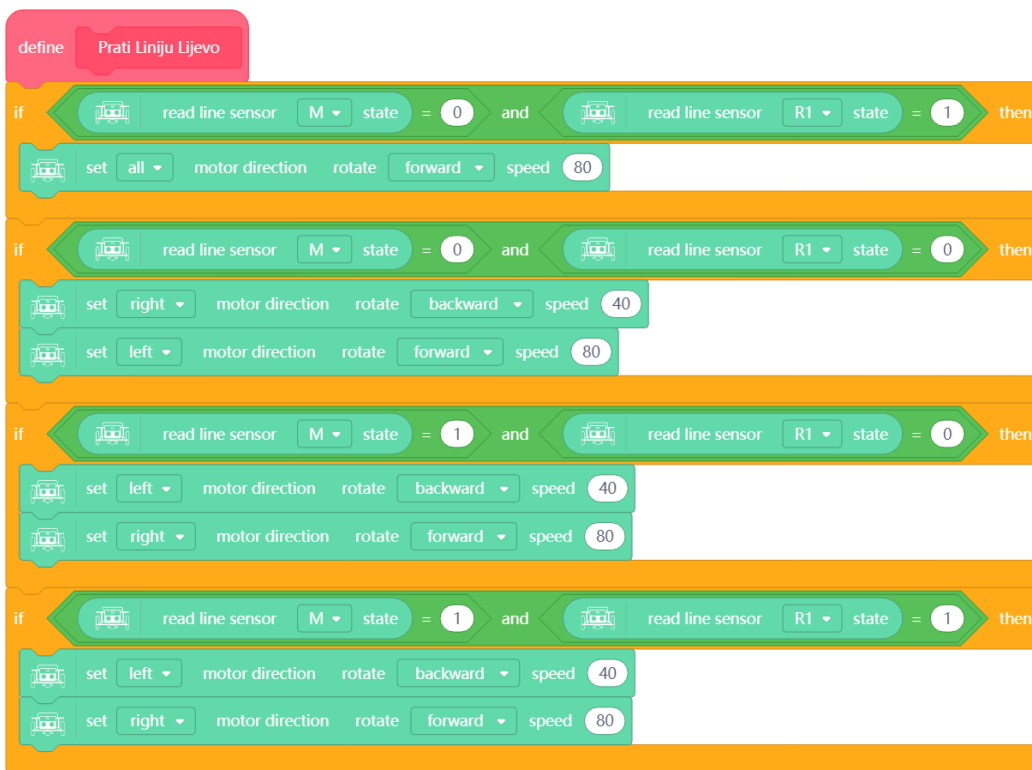 define Prati Liniju Lijevo
if read line sensor M state = 0 and read line sensor R1 state = 1 then
set all motor direction rotate forward speed 80
if read line sensor M state = 0 and read line sensor R1 state = 0 then
set right motor direction rotate backward speed 40
set left motor direction rotate forward speed 80
if read line sensor M state = 1 and read line sensor R1 state = 0 then
set left motor direction rotate backward speed 40
set right motor direction rotate forward speed 80
if read line sensor M state = 1 and read line sensor R1 state = 1 then
set left motor direction rotate backward speed 40
set right motor direction rotate forward speed 80